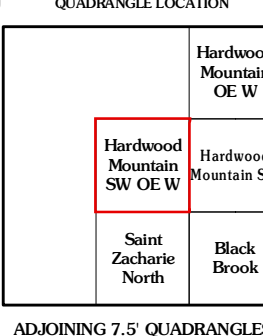 QUADRANGLE LOCATION
Hardwoo
Mountain
OE W
Hardwood
Mountain
SW OE W
Hardwood
Mountain S
Saint
Zacharie
North
Black
Brook
ADJOINING 7.5' QUADRANGLES